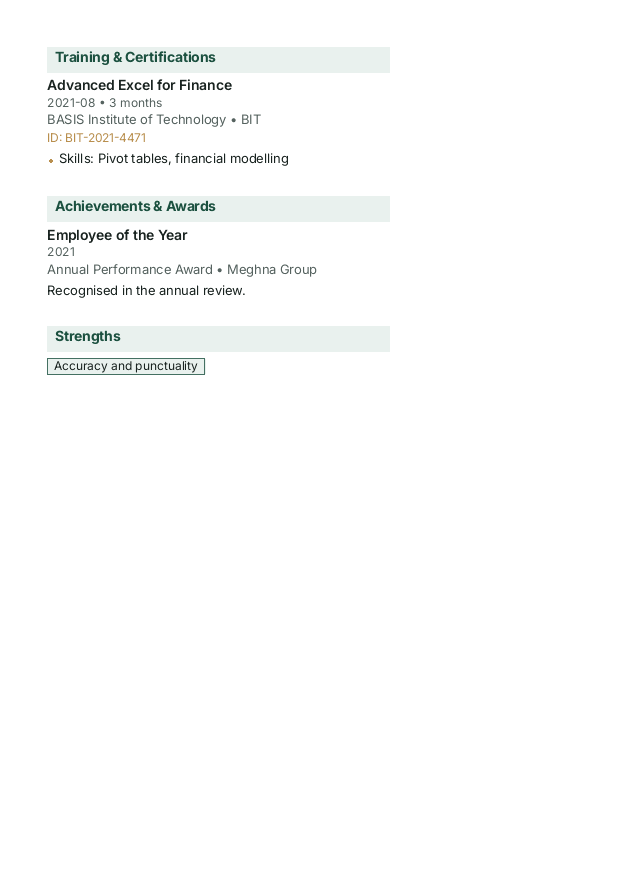 Training & Certifications
Advanced Excel for Finance
2021-08 • 3 months
BASIS Institute of Technology • BIT
ID: BIT-2021-4471
• Skills: Pivot tables, financial modelling
Achievements & Awards
Employee of the Year
2021
Annual Performance Award • Meghna Group
Recognised in the annual review.
Strengths
Accuracy and punctuality